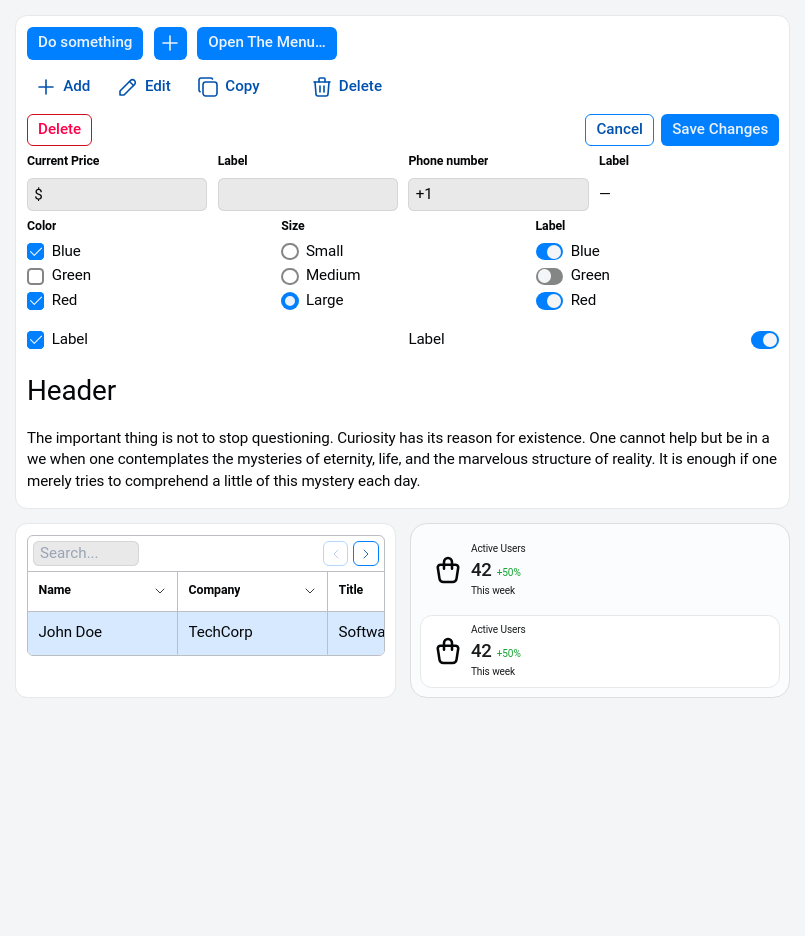 Do something Open The Menu...
Add Edit Copy Delete
Delete Cancel Save Changes
Current Price Label Phone number Label
$ +1 —
Color Size Label
Blue Small Blue
Green Medium Green
Red Large Red
Label Label
Header
The important thing is not to stop questioning. Curiosity has its reason for existence. One cannot help but be in a
we when one contemplates the mysteries of eternity, life, and the marvelous structure of reality. It is enough if one
merely tries to comprehend a little of this mystery each day.
Search...
Name Company Title
John Doe TechCorp Softwa
Active Users
42 +50%
This week
Active Users
42 +50%
This week